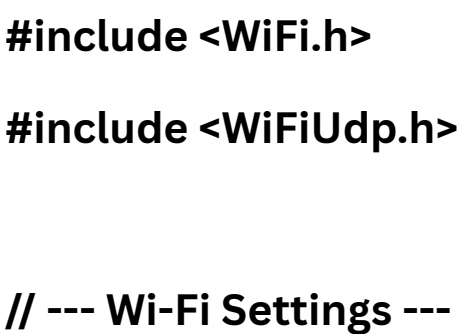 #include <WiFi.h>
#include <WiFiUdp.h>
// --- Wi-Fi Settings ---